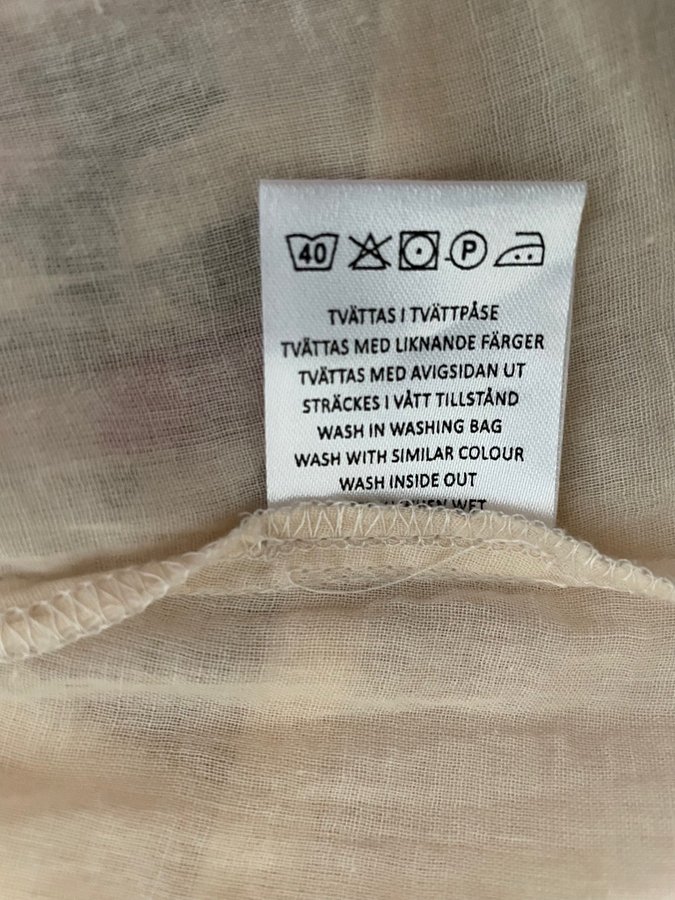 40 P
TVÄTTAS I TVÄTTPÅSE
TVÄTTAS MED LIKNANDE FÄRGER
TVÄTTAS MED AVIGSIDAN UT
STRÄCKES I VÅTT TILLSTÅND
WASH IN WASHING BAG
WASH WITH SIMILAR COLOUR
WASH INSIDE OUT
WET